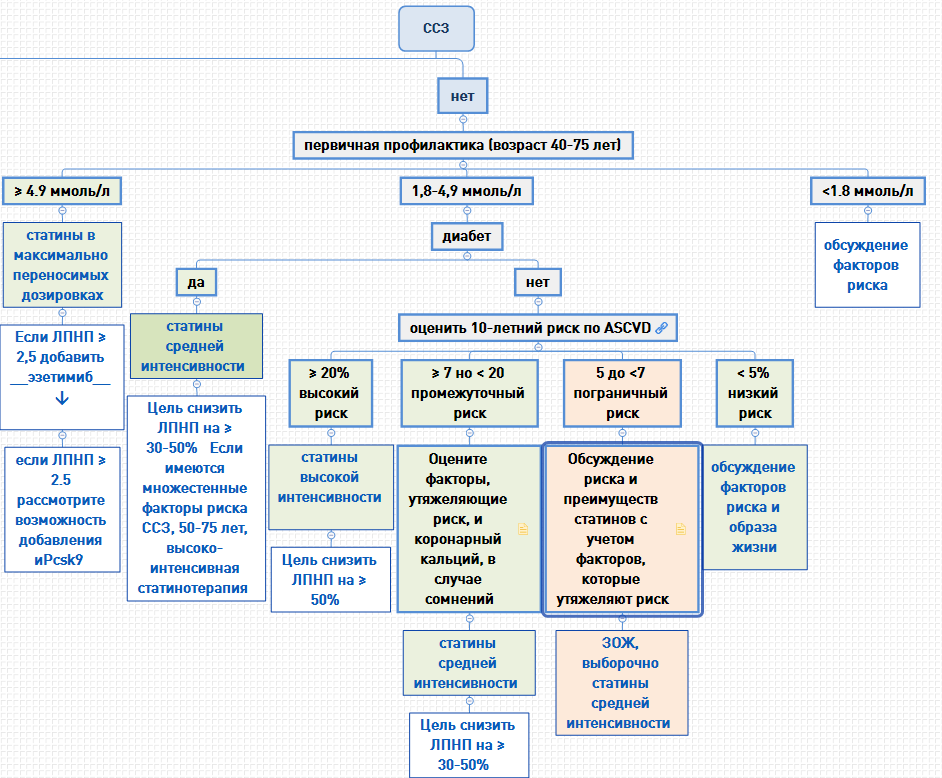 ССЗ
нет
первичная профилактика (возраст 40-75 лет)
≥ 4.9 ммоль/л
1,8-4,9 ммоль/л
<1.8 ммоль/л
статины в
максимально
переносимых
дозировках
Если ЛПНП ≥
2,5 добавить
___эзетимиб___
↓
если ЛПНП ≥
2.5
рассмотрите
возможность
добавления
иPcsk9
диабет
да
нет
статины
средней
интенсивности
Цель снизить
ЛПНП на ≥
30-50% Если
имеются
множестенные
факторы риска
ССЗ, 50-75 лет,
высоко-
интенсивная
статинотерапия
оценить 10-летний риск по ASCVD
≥ 20%
высокий
риск
статины
высокой
интенсивности
Цель снизить
ЛПНП на ≥
50%
≥ 7 но < 20
промежуточный
риск
Оцените
факторы,
утяжеляющие
риск, и
коронарный
кальций, в
случае
сомнений
статины
средней
интенсивности
Цель снизить
ЛПНП на ≥
30-50%
5 до <7
пограничный
риск
Обсуждение
риска и
преимуществ
статинов с
учетом
факторов,
которые
утяжеляют риск
ЗОЖ,
выборочно
статины
средней
интенсивности
< 5%
низкий
риск
обсуждение
факторов
риска и
образа
жизни
обсуждение
факторов
риска